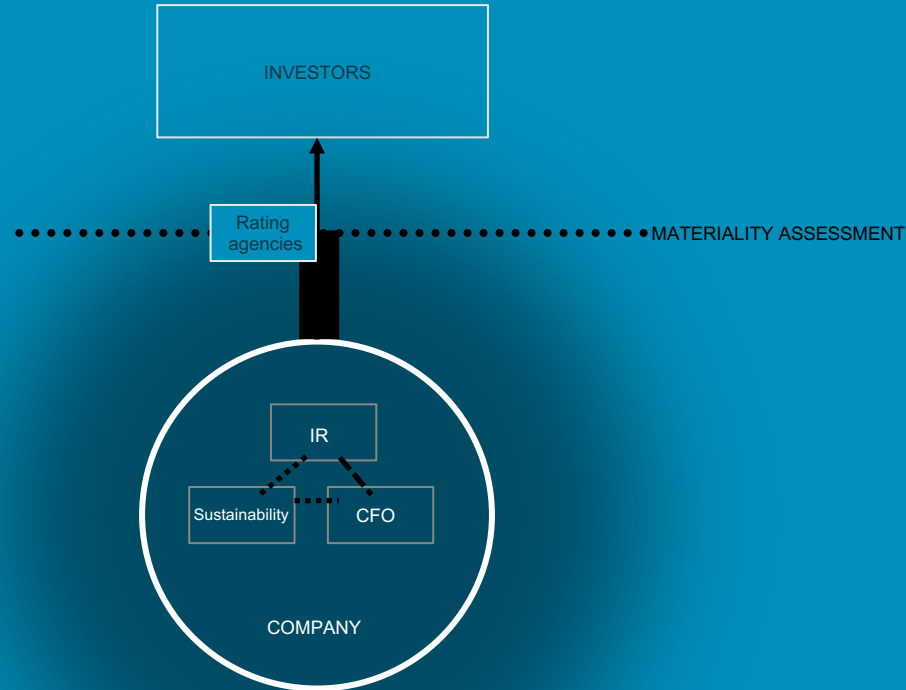 INVESTORS
Rating
agencies
MATERIALITY ASSESSMENT
IR
Sustainability
CFO
COMPANY